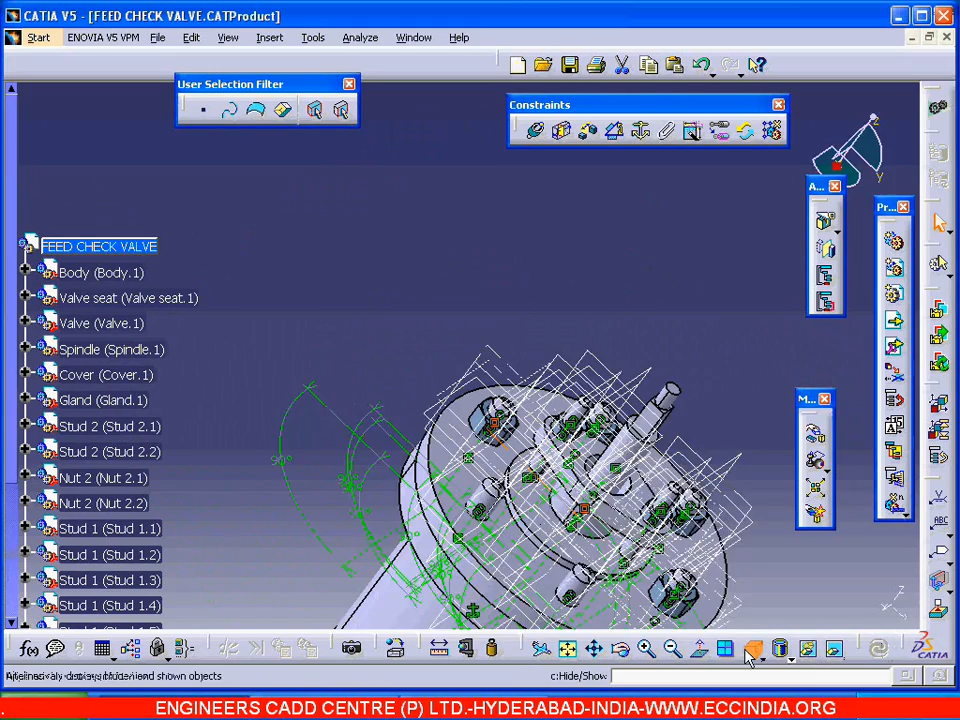 CATIA V5 - [FEED CHECK VALVE.CATProduct]
Start ENOVIA V5 VPM File Edit View Insert Tools Analyze Window Help
User Selection Filter
Constraints
z
y
A...
Pr...
FEED CHECK VALVE
Body (Body.1)
Valve seat (Valve seat.1)
Valve (Valve.1)
Spindle (Spindle.1)
Cover (Cover.1)
Gland (Gland.1)
Stud 2 (Stud 2.1)
Stud 2 (Stud 2.2)
Nut 2 (Nut 2.1)
Nut 2 (Nut 2.2)
Stud 1 (Stud 1.1)
Stud 1 (Stud 1.2)
Stud 1 (Stud 1.3)
Stud 1 (Stud 1.4)
M...
ABC
90°
f(x)
CATIA
c:Hide/Show
ENGINEERS CADD CENTRE (P) LTD.-HYDERABAD-INDIA-WWW.ECCINDIA.ORG